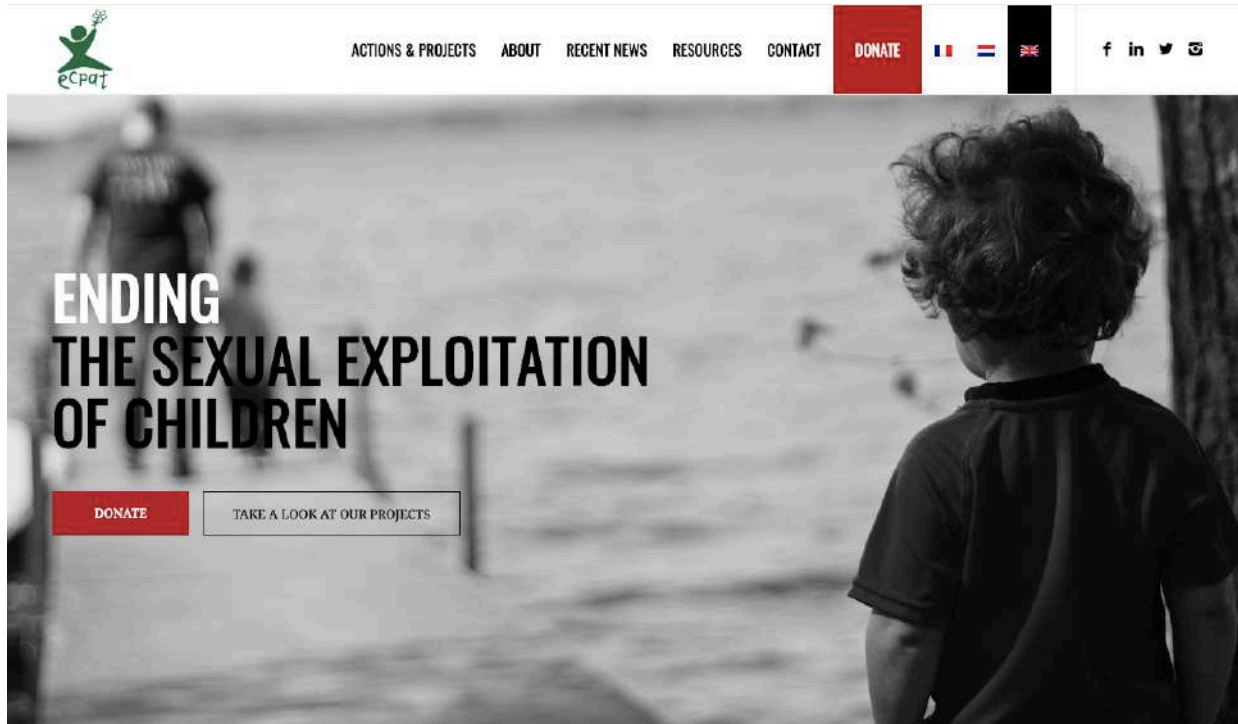 eCPAT
ACTIONS & PROJECTS ABOUT RECENT NEWS RESOURCES CONTACT DONATE
ENDING
THE SEXUAL EXPLOITATION
OF CHILDREN
DONATE TAKE A LOOK AT OUR PROJECTS